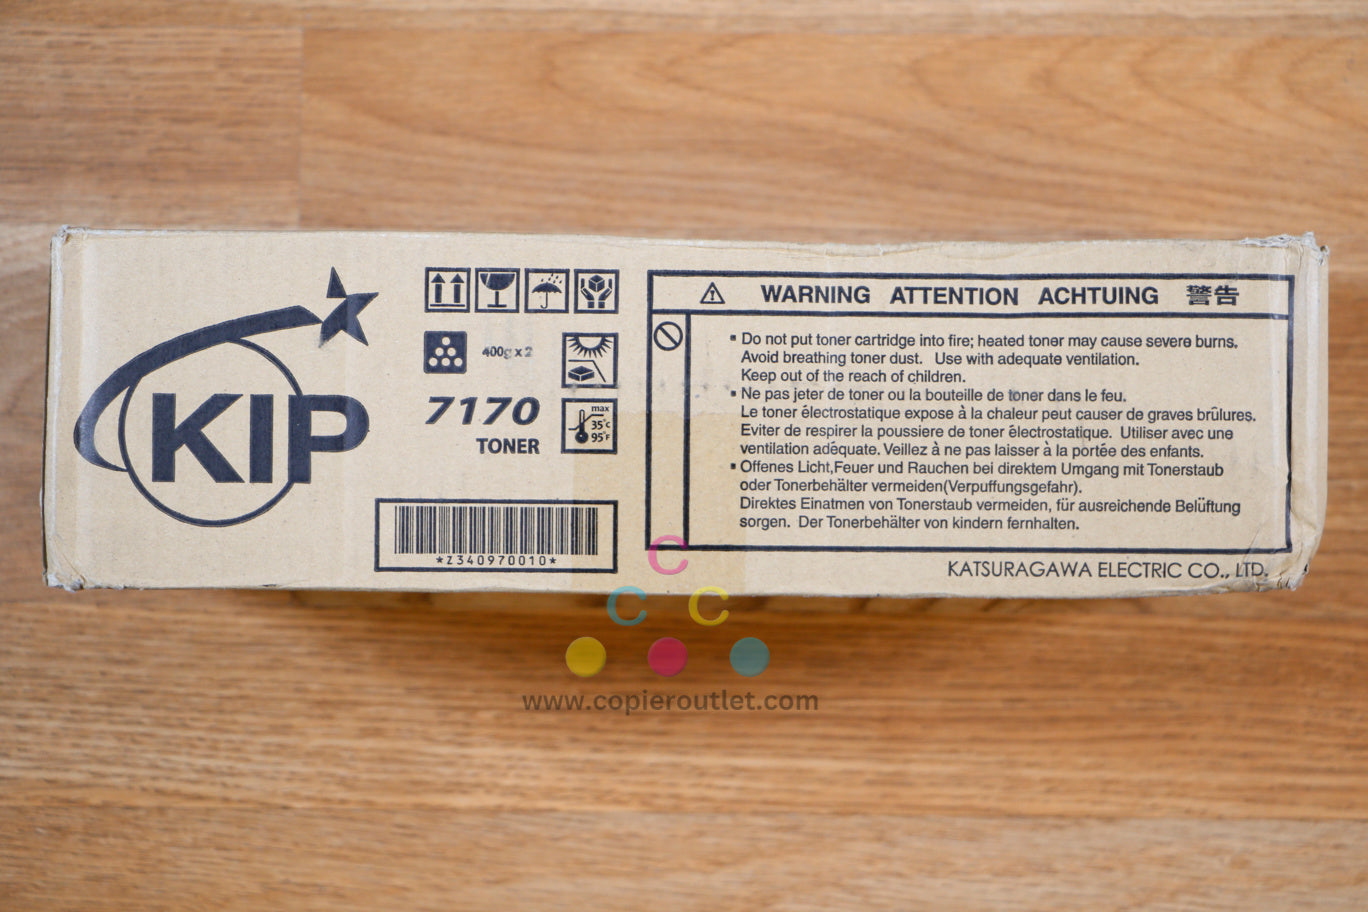 KIP
400g x 2
7170
TONER
max
35°C
95°F
*Z340970010*
WARNING ATTENTION ACHTUING 警告
▪ Do not put toner cartridge into fire; heated toner may cause severe burns.
Avoid breathing toner dust. Use with adequate ventilation.
Keep out of the reach of children.
▪ Ne pas jeter de toner ou la bouteille de toner dans le feu.
Le toner électrostatique expose à la chaleur peut causer de graves brûlures.
Eviter de respirer la poussiere de toner électrostatique. Utiliser avec une
ventilation adéquate. Veillez à ne pas laisser à la portée des enfants.
▪ Offenes Licht,Feuer und Rauchen bei direktem Umgang mit Tonerstaub
oder Tonerbehälter vermeiden(Verpuffungsgefahr).
Direktes Einatmen von Tonerstaub vermeiden, für ausreichende Belüftung
sorgen. Der Tonerbehälter von kindern fernhalten.
KATSURAGAWA ELECTRIC CO., LTD.
C
C C
www.copieroutlet.com